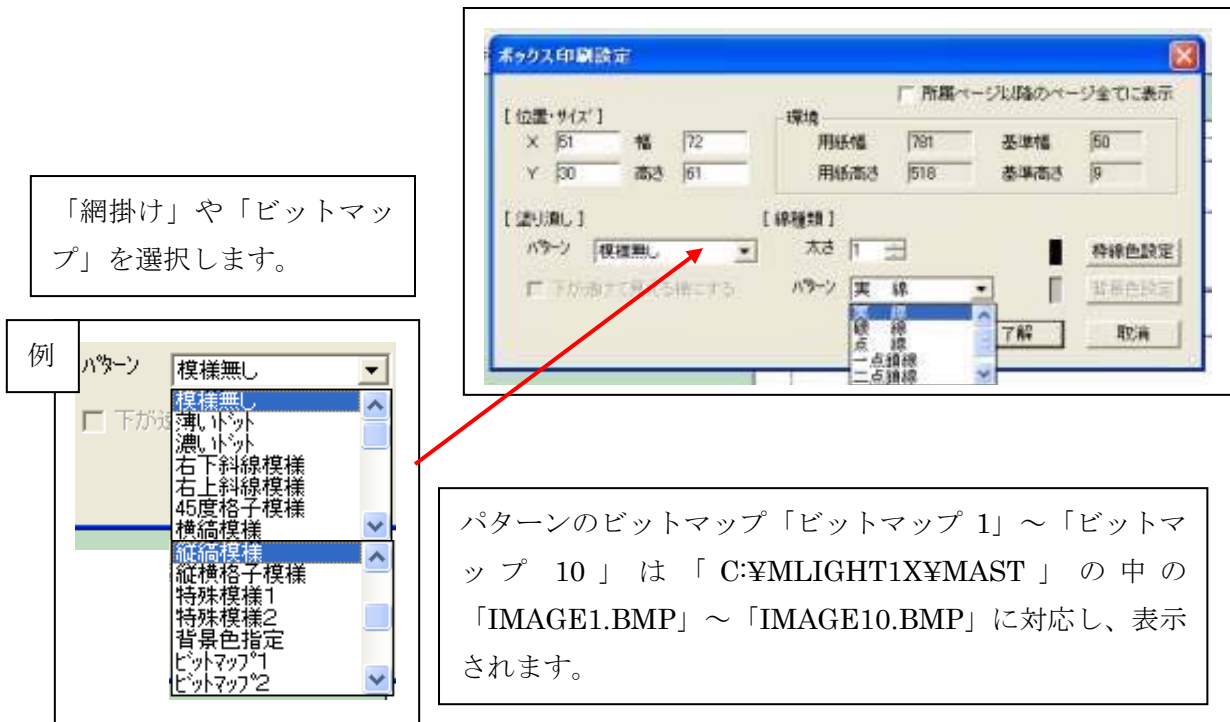 ボックス印刷設定
所属ページ以降のページ全てに表示
[ 位置・サイズ ]
X 51 幅 72
Y 30 高さ 61
環境
用紙幅 781 基準幅 50
用紙高さ 518 基準高さ 9
[ 塗り潰し ]
パターン 模様無し
下が透けて見える様にする
[ 線種類 ]
太さ 1
枠線色設定
パターン 実 線
背景色設定
実 線
破 線
点 線
一点鎖線
二点鎖線
了解 取消
「網掛け」や「ビットマッ
プ」を選択します。
例
パターン 模様無し
下が透
模様無し
薄いドット
濃いドット
右下斜線模様
右上斜線模様
45度格子模様
横縞模様
縦縞模様
縦横格子模様
特殊模様1
特殊模様2
背景色指定
ビットマップ1
ビットマップ2
パターンのビットマップ「ビットマップ 1」～「ビットマ
ップ 10 」 は 「 C:¥MLIGHT1X¥MAST 」 の 中 の
「IMAGE1.BMP」～「IMAGE10.BMP」に対応し、表示
されます。